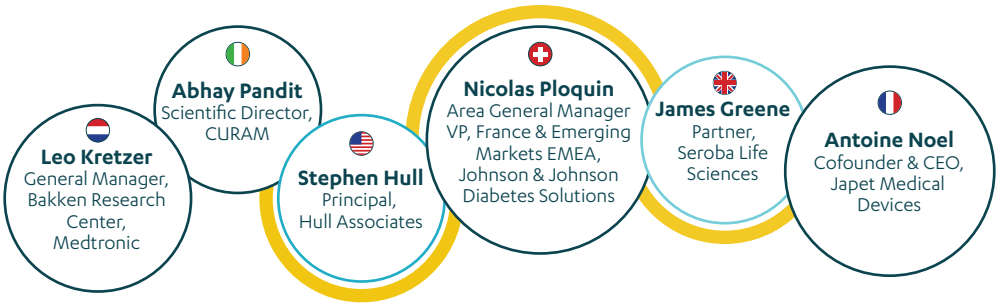 Leo Kretzer
General Manager,
Bakken Research
Center,
Medtronic
Abhay Pandit
Scientific Director,
CURAM
Stephen Hull
Principal,
Hull Associates
Nicolas Ploquin
Area General Manager
VP, France & Emerging
Markets EMEA,
Johnson & Johnson
Diabetes Solutions
James Greene
Partner,
Seroba Life
Sciences
Antoine Noel
Cofounder & CEO,
Japet Medical
Devices